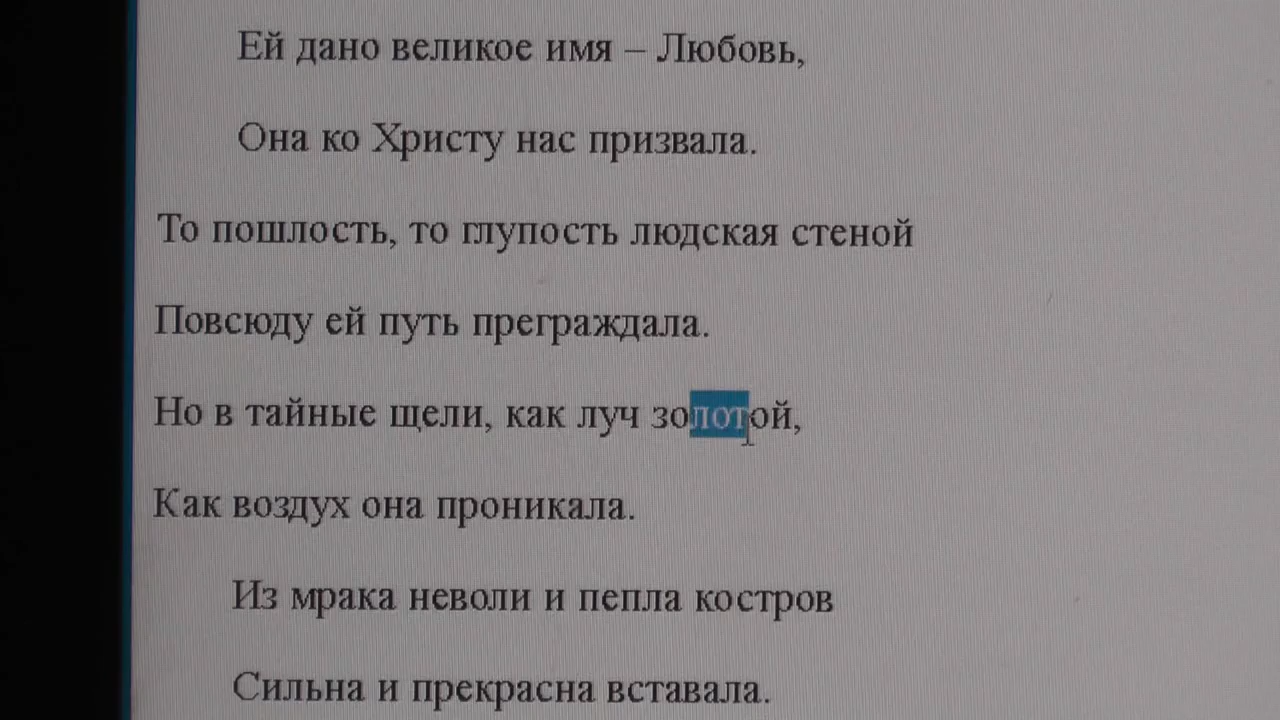 Ей дано великое имя – Любовь,
Она ко Христу нас призвала.
То пошлость, то глупость людская стеной
Повсюду ей путь преграждала.
Но в тайные щели, как луч золотой,
Как воздух она проникала.
Из мрака неволи и пепла костров
Сильна и прекрасна вставала.